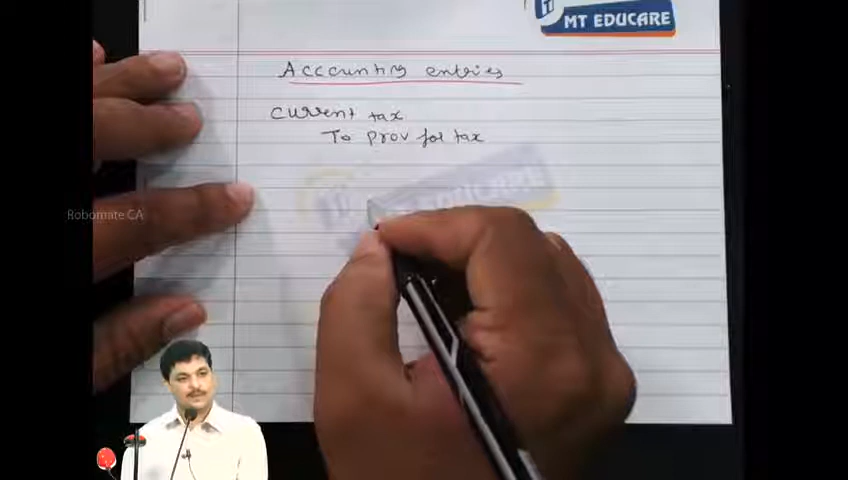 MT EDUCARE
Accounting entries
Current tax
To prov for tax
Robomate CA